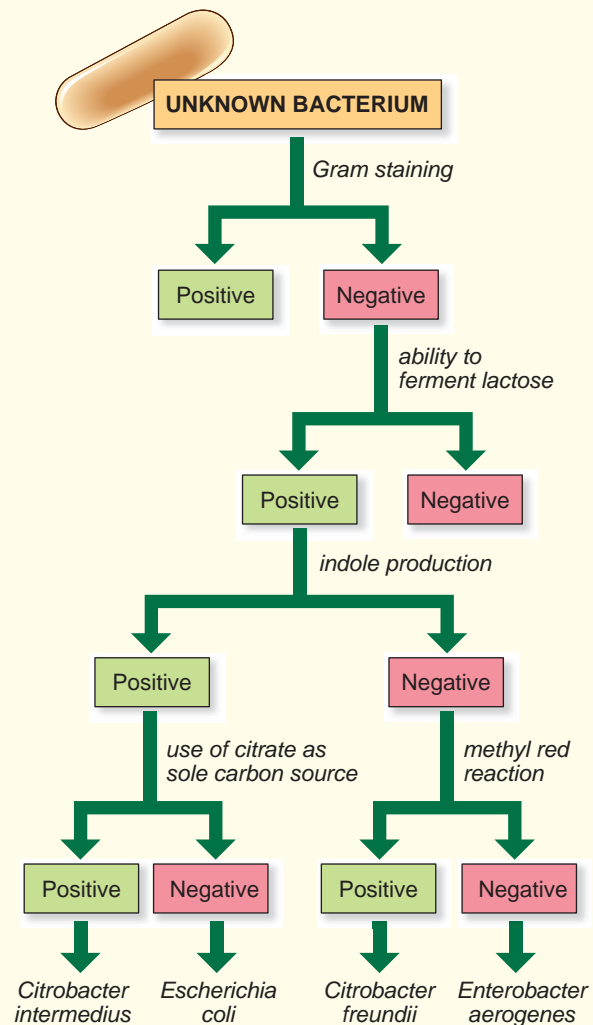 UNKNOWN BACTERIUM
Gram staining
Positive
Negative
ability to
ferment lactose
Positive
Negative
indole production
Positive
Negative
use of citrate as
sole carbon source
methyl red
reaction
Positive
Negative
Positive
Negative
Citrobacter
intermedius
Escherichia
coli
Citrobacter
freundii
Enterobacter
aerogenes